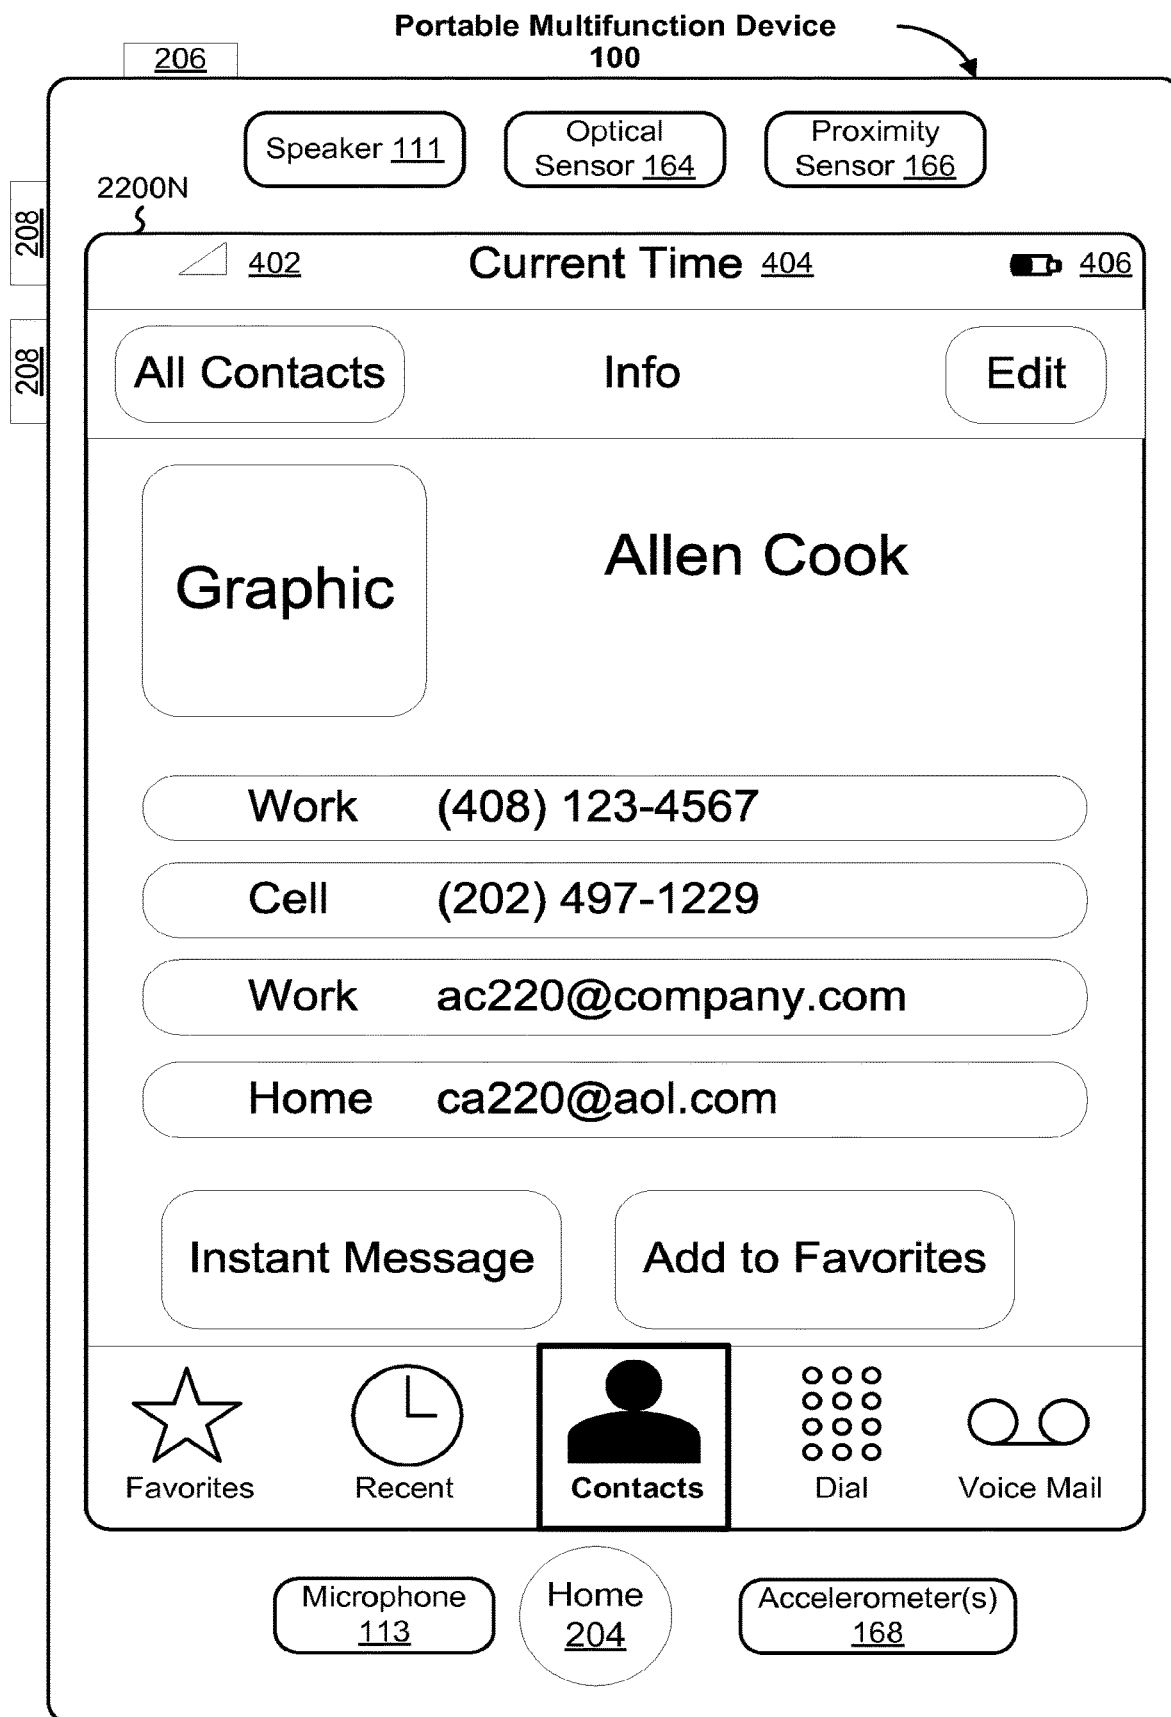 Portable Multifunction Device
100
206
Speaker 111
Optical
Sensor 164
Proximity
Sensor 166
2200N
208
208
402
Current Time 404
406
All Contacts
Info
Edit
Graphic
Allen Cook
Work (408) 123-4567
Cell (202) 497-1229
Work ac220@company.com
Home ca220@aol.com
Instant Message
Add to Favorites
Favorites
Recent
Contacts
Dial
Voice Mail
Microphone
113
Home
204
Accelerometer(s)
168